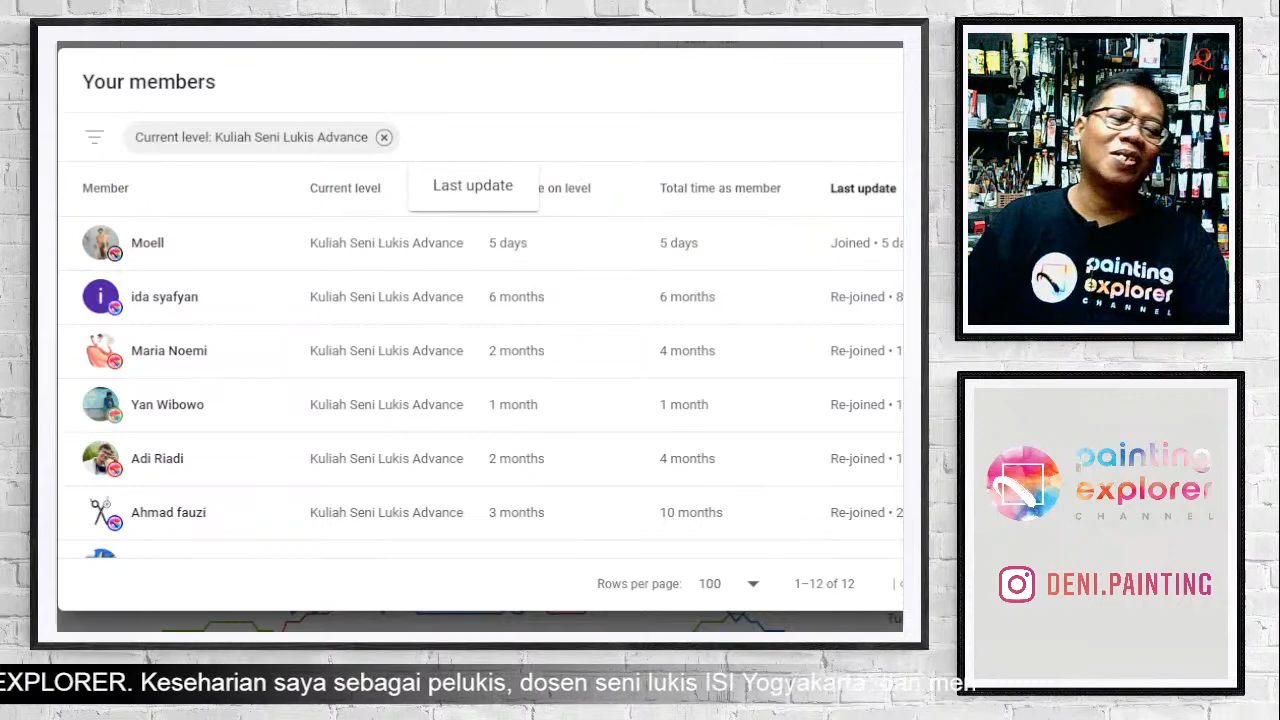 Your members
Current level: Kuliah Seni Lukis Advance
Member Current level Last update e on level Total time as member Last update
Moell Kuliah Seni Lukis Advance 5 days 5 days Joined • 5 da
ida syafyan Kuliah Seni Lukis Advance 6 months 6 months Re-joined • 8
Maria Noemi Kuliah Seni Lukis Advance 2 months 4 months Re-joined • 1
Yan Wibowo Kuliah Seni Lukis Advance 1 month 1 month Re-joined • 1
Adi Riadi Kuliah Seni Lukis Advance 2 months 4 months Re-joined • 1
Ahmad fauzi Kuliah Seni Lukis Advance 3 months 10 months Re-joined • 2
Rows per page: 100 1–12 of 12
painting
explorer
CHANNEL
painting
explorer
CHANNEL
DENI.PAINTING
EXPLORER. Keseharian saya sebagai pelukis, dosen seni lukis ISI Yogyakarta dan men